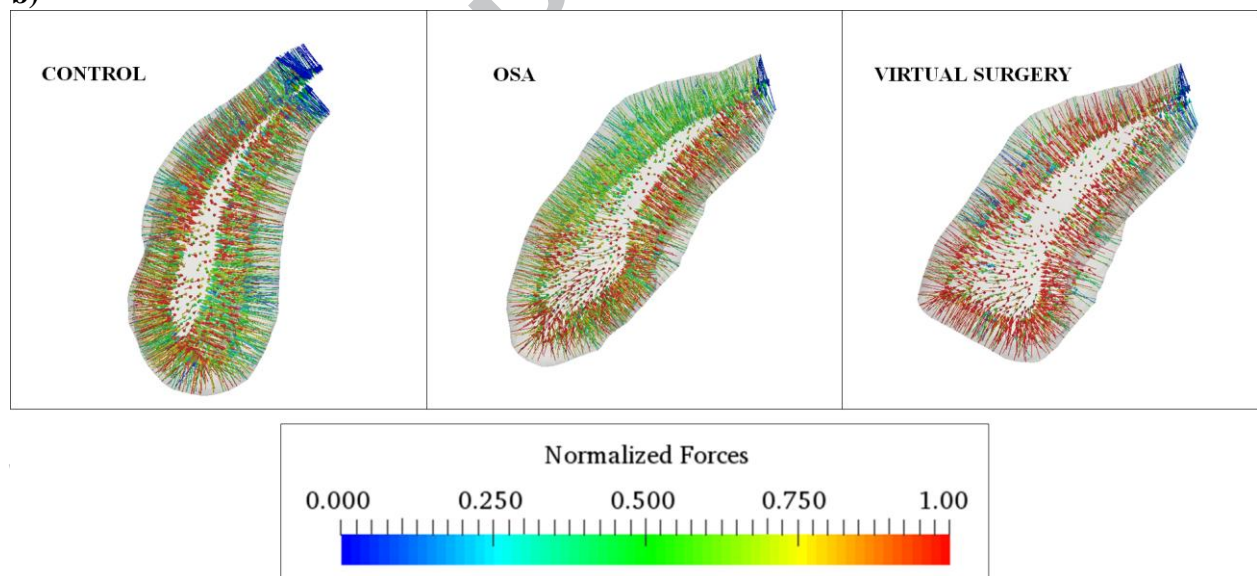 b)
CONTROL
OSA
VIRTUAL SURGERY
Normalized Forces
0.000 0.250 0.500 0.750 1.00